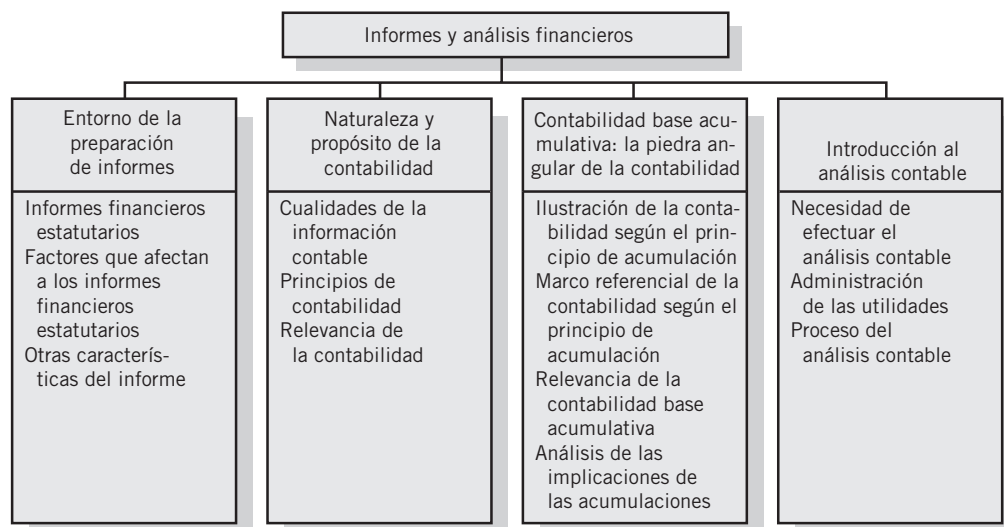 Informes y análisis financieros
Entorno de la
preparación
de informes
Informes financieros
estatutarios
Factores que afectan
a los informes
financieros
estatutarios
Otras caracterís-
ticas del informe
Naturaleza y
propósito de la
contabilidad
Cualidades de la
información
contable
Principios de
contabilidad
Relevancia de
la contabilidad
Contabilidad base acu-
mulativa: la piedra an-
gular de la contabilidad
Ilustración de la conta-
bilidad según el prin-
cipio de acumulación
Marco referencial de la
contabilidad según el
principio de
acumulación
Relevancia de la
contabilidad base
acumulativa
Análisis de las
implicaciones de
las acumulaciones
Introducción al
análisis contable
Necesidad de
efectuar el
análisis contable
Administración
de las utilidades
Proceso del
análisis contable